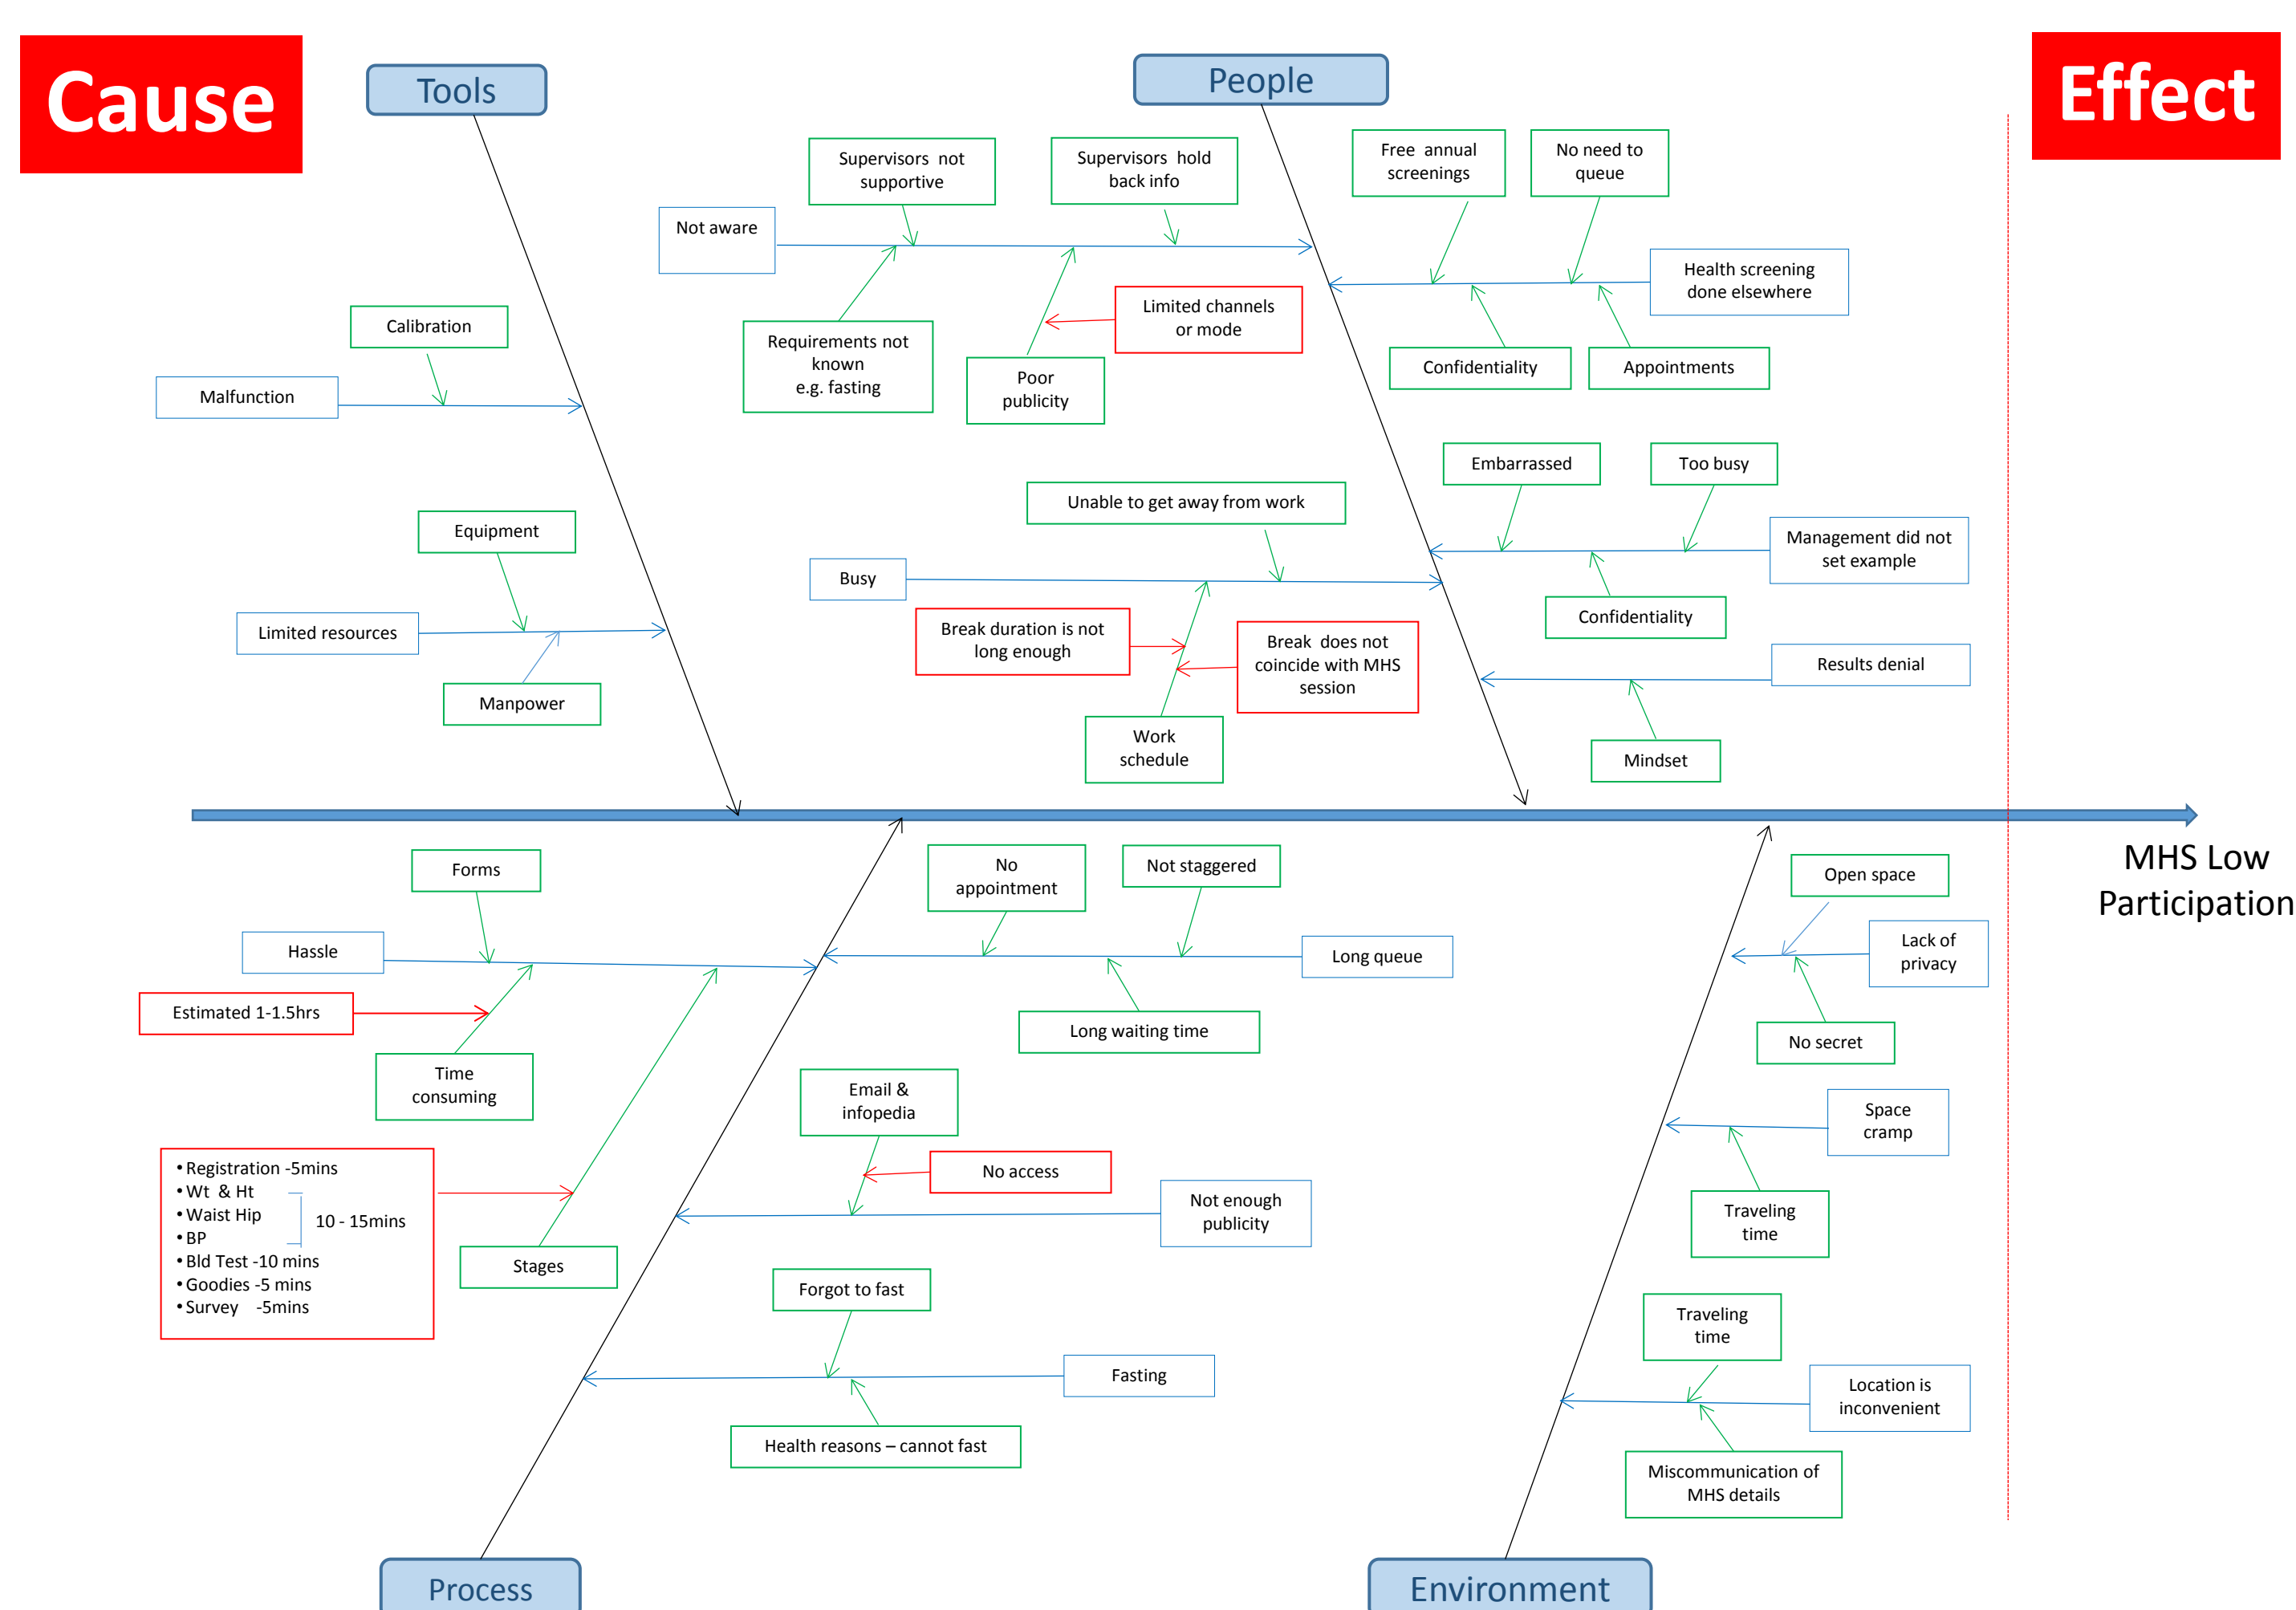 Cause
Effect
Tools
People
Supervisors not
supportive
Supervisors hold
back info
Free annual
screenings
No need to
queue
Not aware
Health screening
done elsewhere
Calibration
Limited channels
or mode
Requirements not
known
e.g. fasting
Poor
publicity
Confidentiality
Appointments
Malfunction
Embarrassed
Too busy
Unable to get away from work
Equipment
Management did not
set example
Busy
Confidentiality
Limited resources
Break duration is not
long enough
Break does not
coincide with MHS
session
Results denial
Manpower
Work
schedule
Mindset
MHS Low
Participation
Forms
No
appointment
Not staggered
Open space
Hassle
Long queue
Lack of
privacy
Estimated 1-1.5hrs
Long waiting time
No secret
Time
consuming
Email &
infopedia
Space
cramp
No access
•Registration -5mins
•Wt & Ht
•Waist Hip
10 - 15mins
•BP
•Bld Test -10 mins
•Goodies -5 mins
•Survey -5mins
Not enough
publicity
Traveling
time
Stages
Forgot to fast
Traveling
time
Fasting
Location is
inconvenient
Health reasons – cannot fast
Miscommunication of
MHS details
Process
Environment